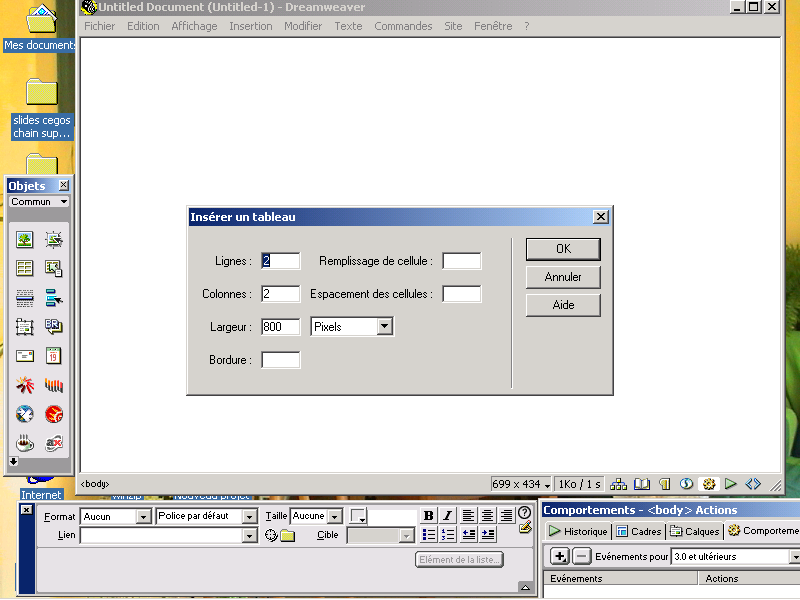 Untitled Document (Untitled-1) - Dreamweaver
Fichier Edition Affichage Insertion Modifier Texte Commandes Site Fenêtre ?
Mes documents
slides cegos
chain sup...
Objets
Commun
Insérer un tableau
Lignes : 2 Remplissage de cellule :
Colonnes : 2 Espacement des cellules :
Largeur : 800 Pixels
Bordure :
OK
Annuler
Aide
<body> 699 x 434 1Ko / 1 s
Internet
winzip Nouveau projet
Format Aucun Police par défaut Taille Aucune B I
Lien Cible
Elément de la liste...
Comportements - <body> Actions
Historique Cadres Calques Comporteme
Evénements pour 3.0 et ultérieurs
Evénements Actions